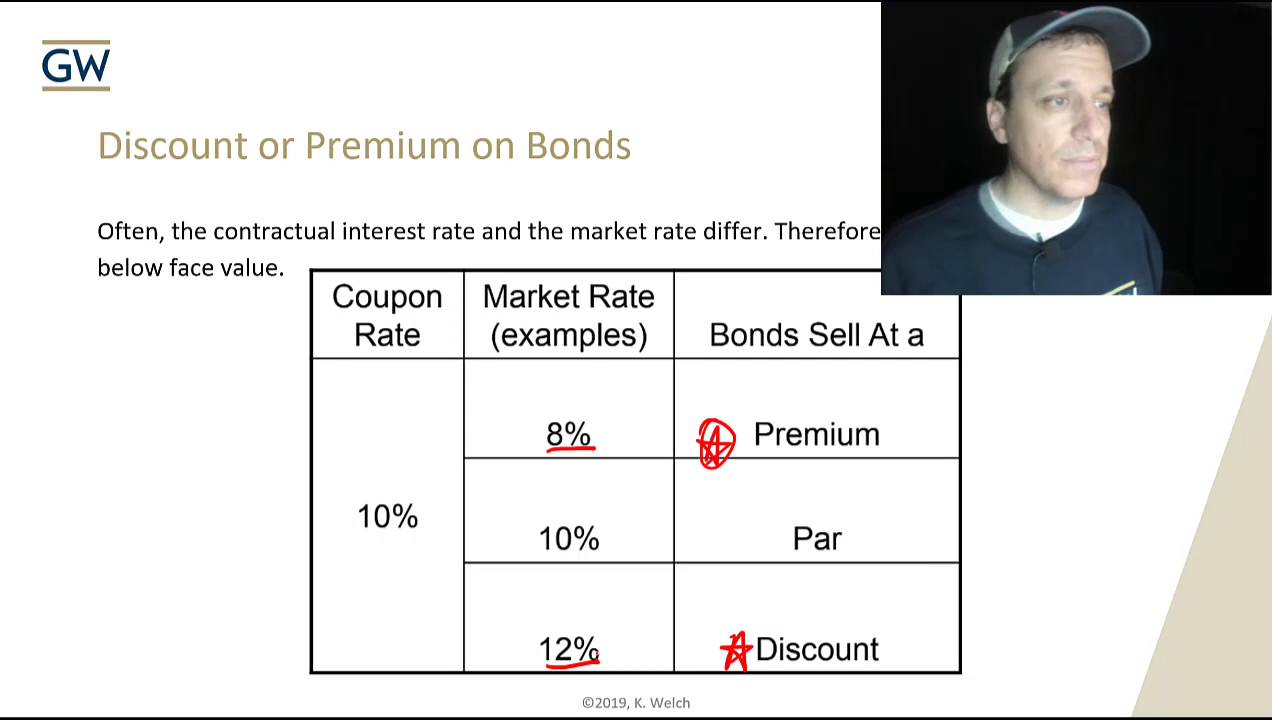 GW
Discount or Premium on Bonds
Often, the contractual interest rate and the market rate differ. Therefore
below face value.
Coupon Rate
Market Rate (examples)
Bonds Sell At a
10%
8%
Premium
10%
Par
12%
Discount
©2019, K. Welch